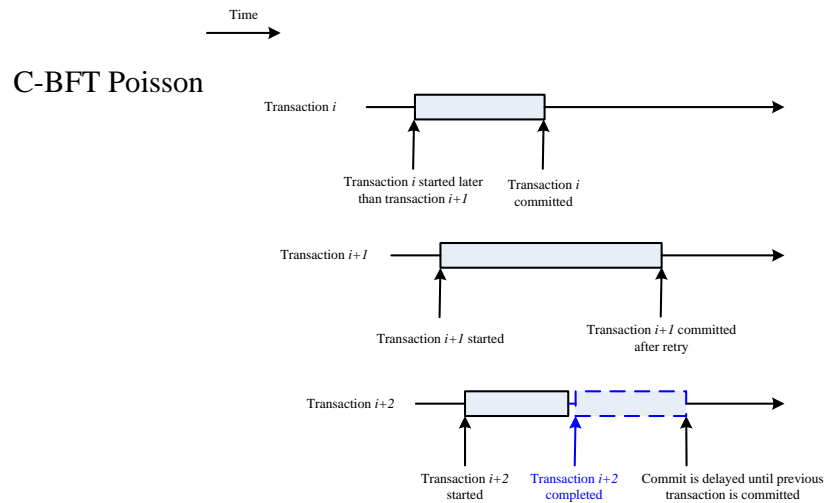 Time
C-BFT Poisson
Transaction i
Transaction i started later
than transaction i+1
Transaction i
committed
Transaction i+1
Transaction i+1 started
Transaction i+1 committed
after retry
Transaction i+2
Transaction i+2
started
Transaction i+2
completed
Commit is delayed until previous
transaction is committed